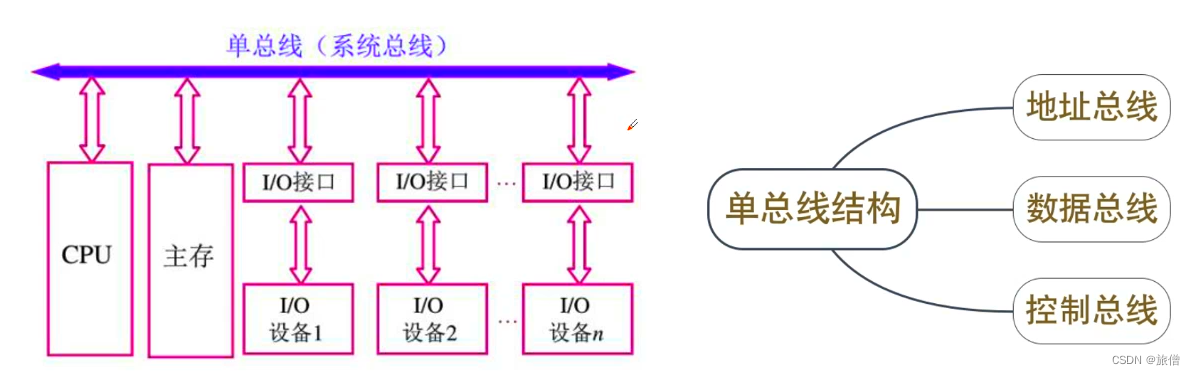 单总线（系统总线）
CPU
主存
I/O接口
I/O接口
…
I/O接口
I/O
设备1
I/O
设备2
…
I/O
设备n
单总线结构
地址总线
数据总线
控制总线
CSDN @旅僧